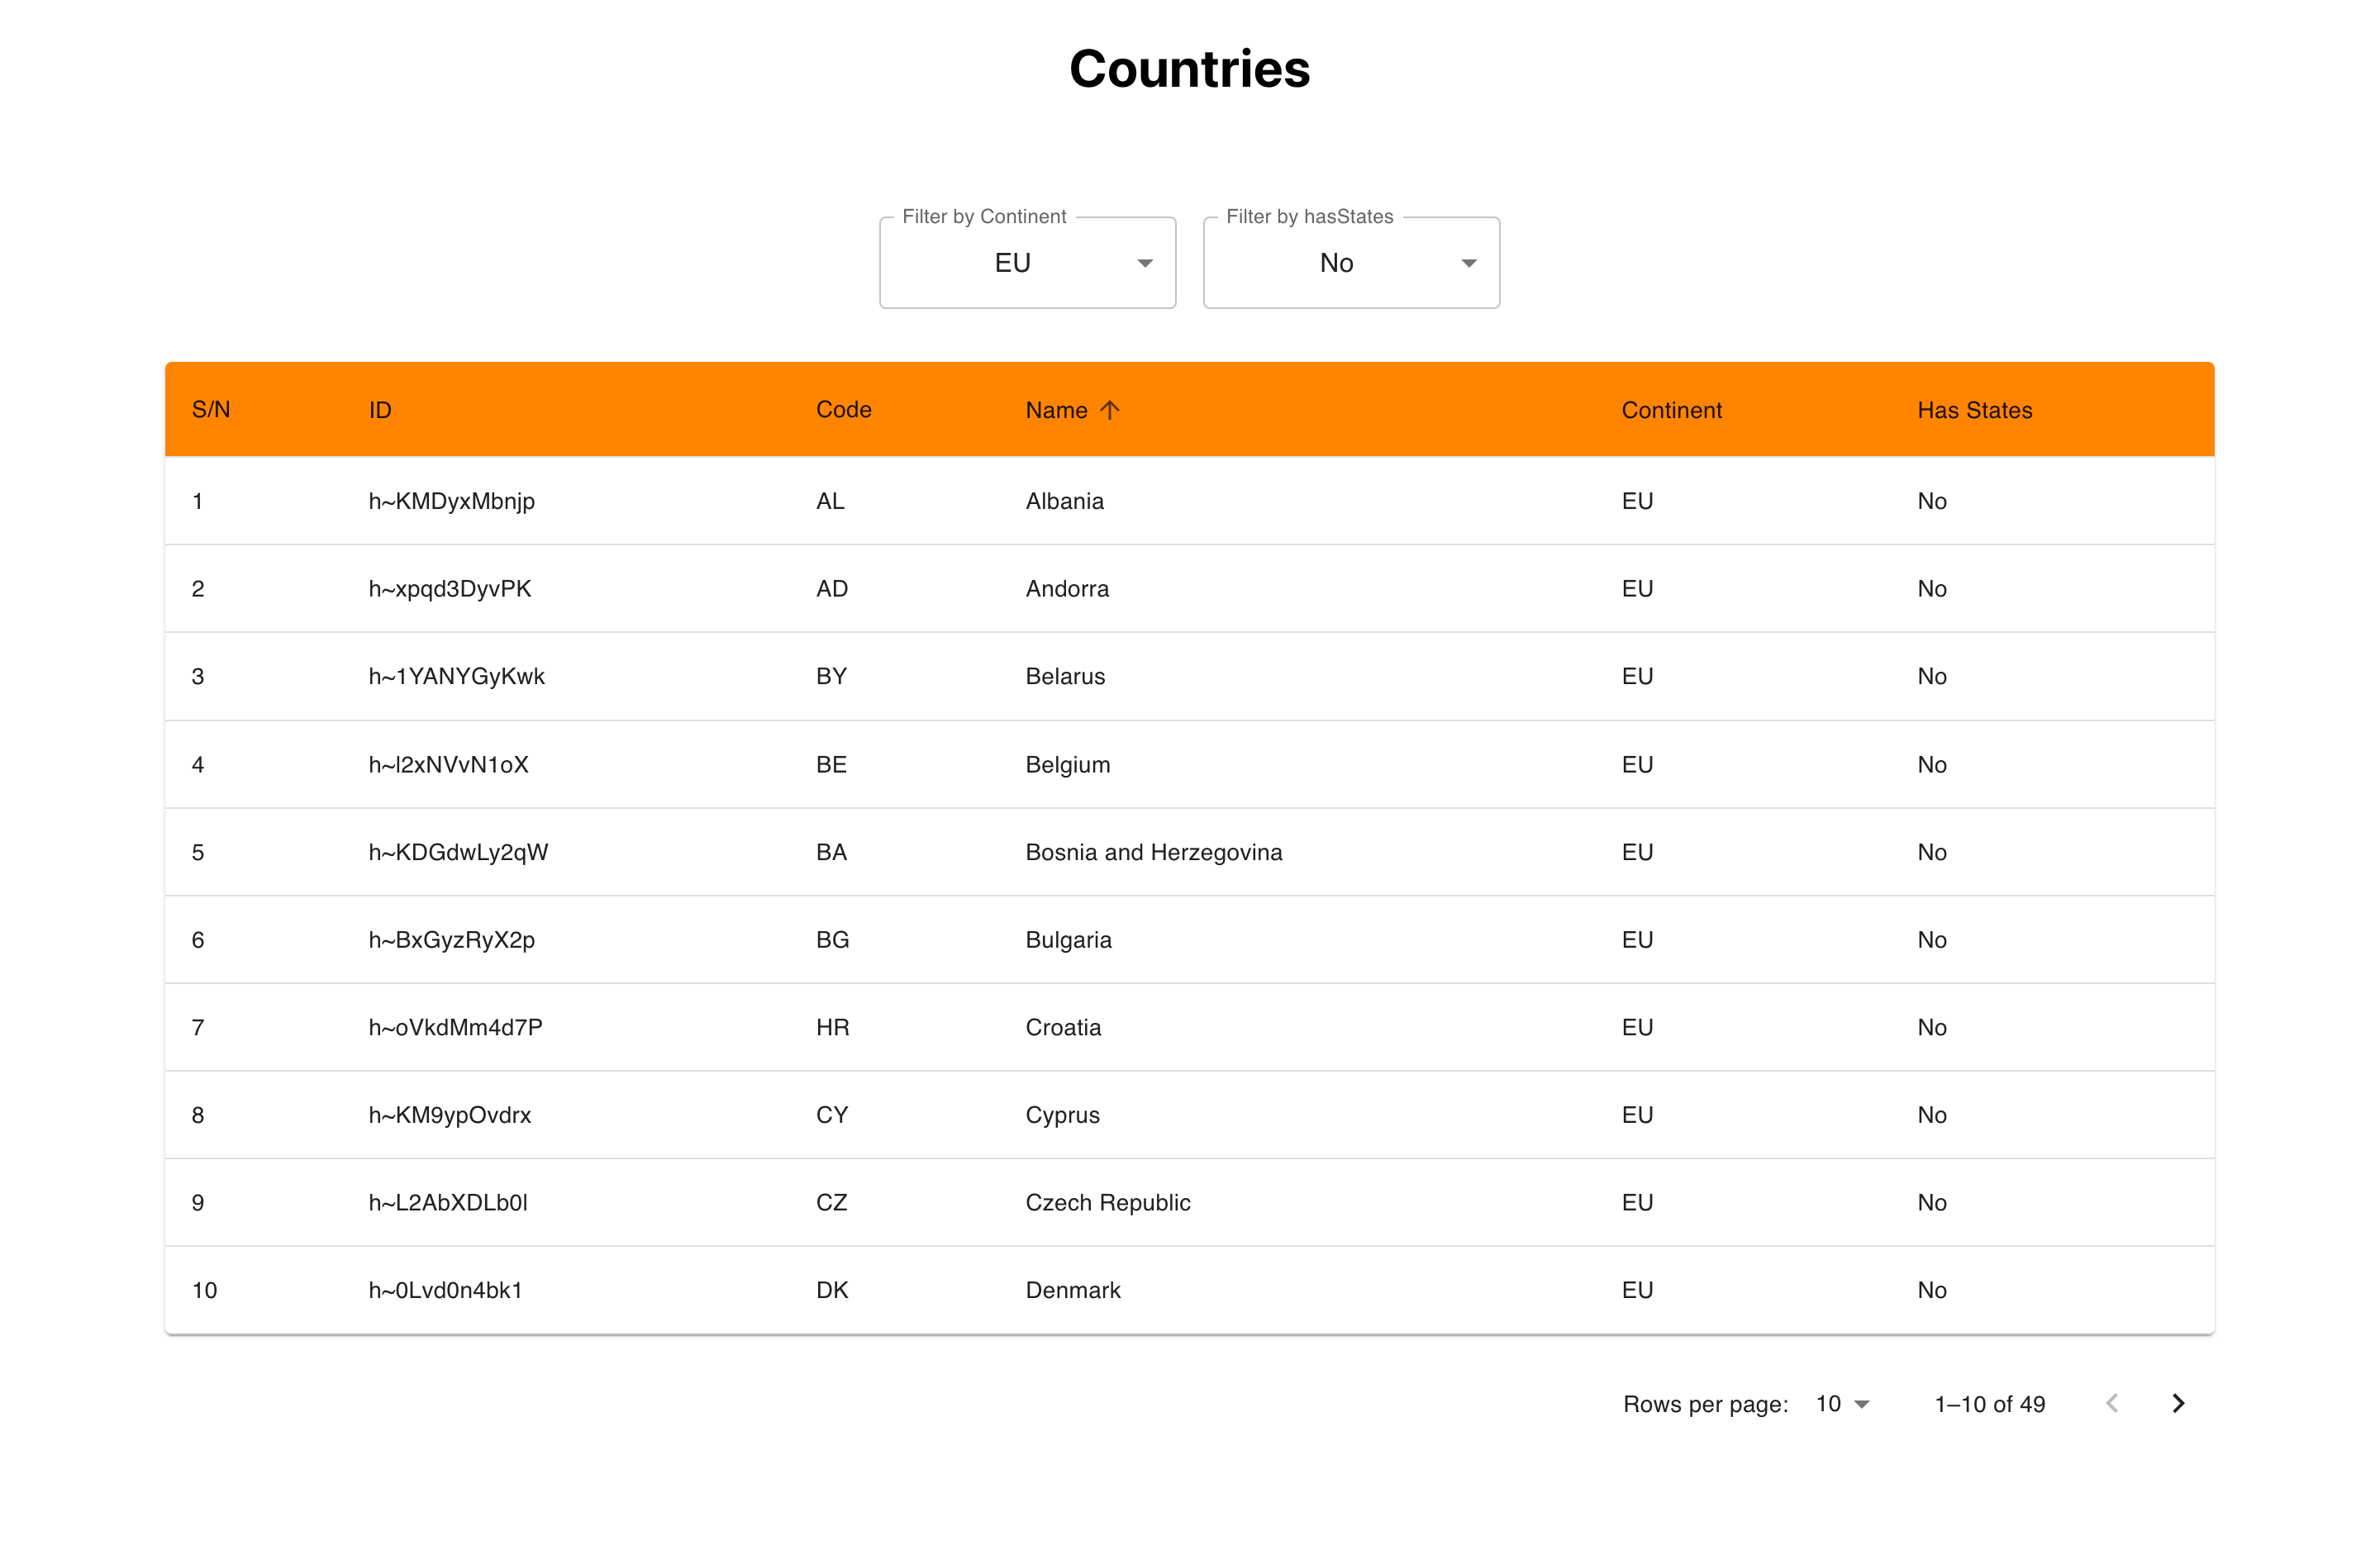 Countries
Filter by Continent Filter by hasStates
EU No
S/N ID Code Name Continent Has States
1 h~KMDyxMbnjp AL Albania EU No
2 h~xpqd3DyvPK AD Andorra EU No
3 h~1YANYGyKwk BY Belarus EU No
4 h~l2xNVvN1oX BE Belgium EU No
5 h~KDGdwLy2qW BA Bosnia and Herzegovina EU No
6 h~BxGyzRyX2p BG Bulgaria EU No
7 h~oVkdMm4d7P HR Croatia EU No
8 h~KM9ypOvdrx CY Cyprus EU No
9 h~L2AbXDLb0l CZ Czech Republic EU No
10 h~0Lvd0n4bk1 DK Denmark EU No
Rows per page: 10 1–10 of 49